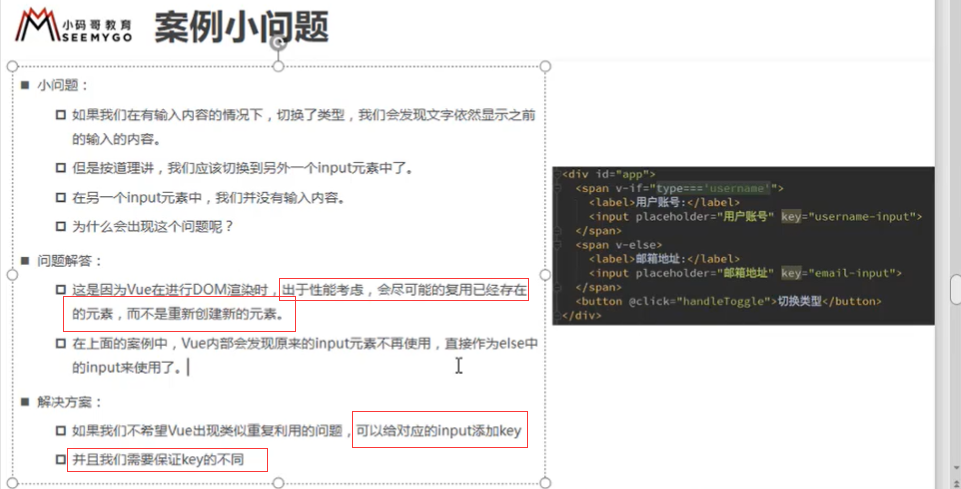 小码哥教育
SEEMYGO
案例小问题
小问题：
如果我们在有输入内容的情况下，切换了类型，我们会发现文字依然显示之前
的输入的内容。
但是按道理讲，我们应该切换到另外一个input元素中了。
在另一个input元素中，我们并没有输入内容。
为什么会出现这个问题呢？
问题解答：
这是因为Vue在进行DOM渲染时，出于性能考虑，会尽可能的复用已经存在
的元素，而不是重新创建新的元素。
在上面的案例中，Vue内部会发现原来的input元素不再使用，直接作为else中
的input来使用了。
解决方案：
如果我们不希望Vue出现类似重复利用的问题，可以给对应的input添加key
并且我们需要保证key的不同
<div id="app">
<span v-if="type==='username'">
<label>用户账号:</label>
<input placeholder="用户账号" key="username-input">
</span>
<span v-else>
<label>邮箱地址:</label>
<input placeholder="邮箱地址" key="email-input">
</span>
<button @click="handleToggle">切换类型</button>
</div>